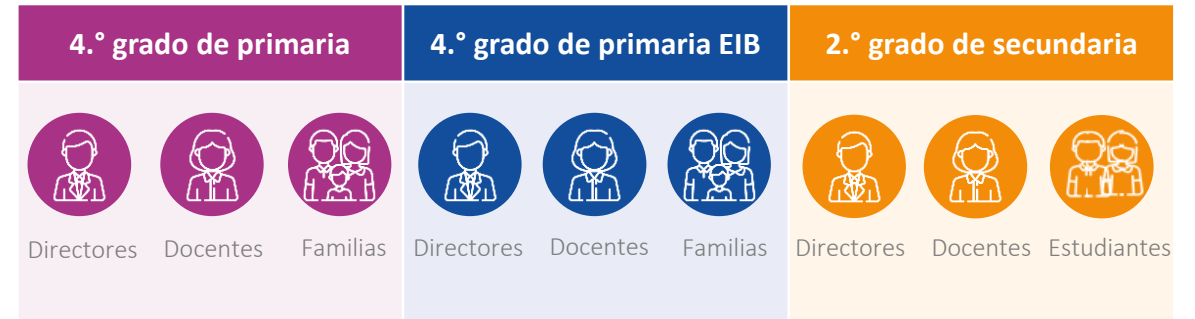 4.° grado de primaria
4.° grado de primaria EIB
2.° grado de secundaria
Directores
Docentes
Familias
Directores
Docentes
Familias
Directores
Docentes
Estudiantes